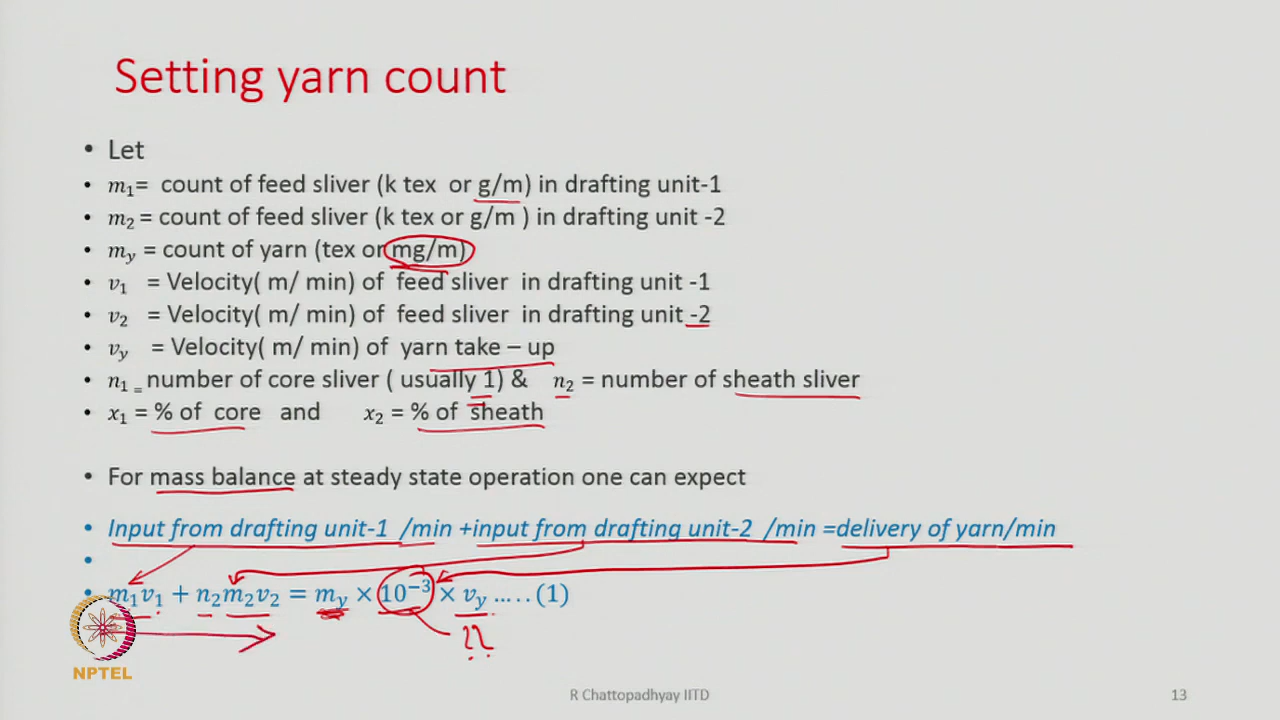 Setting yarn count
• Let
• m₁= count of feed sliver (k tex or g/m) in drafting unit-1
• m₂ = count of feed sliver (k tex or g/m ) in drafting unit -2
• m_y = count of yarn (tex or mg/m)
• v₁ = Velocity( m/ min) of feed sliver in drafting unit -1
• v₂ = Velocity( m/ min) of feed sliver in drafting unit -2
• v_y = Velocity( m/ min) of yarn take – up
• n₁ = number of core sliver ( usually 1) & n₂ = number of sheath sliver
• x₁ = % of core and x₂ = % of sheath
• For mass balance at steady state operation one can expect
• Input from drafting unit-1 /min +input from drafting unit-2 /min =delivery of yarn/min
•
• m₁v₁ + n₂m₂v₂ = m_y × 10⁻³ × v_y ….. (1)
??
NPTEL
R Chattopadhyay IITD
13